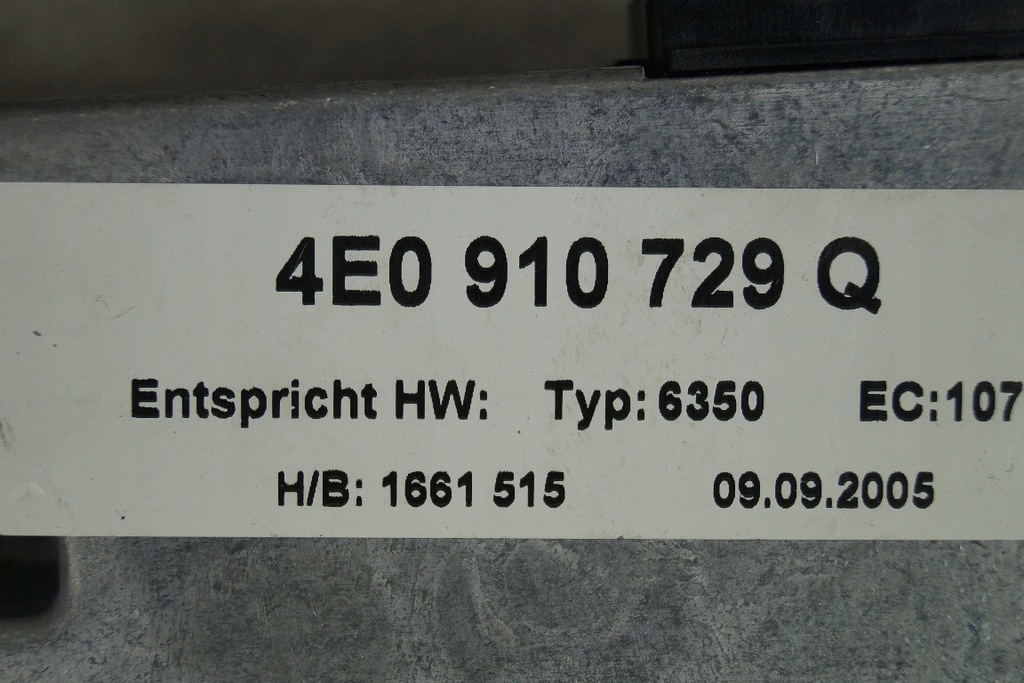 4E0 910 729 Q
Entspricht HW: Typ: 6350 EC: 107
H/B: 1661 515 09.09.2005